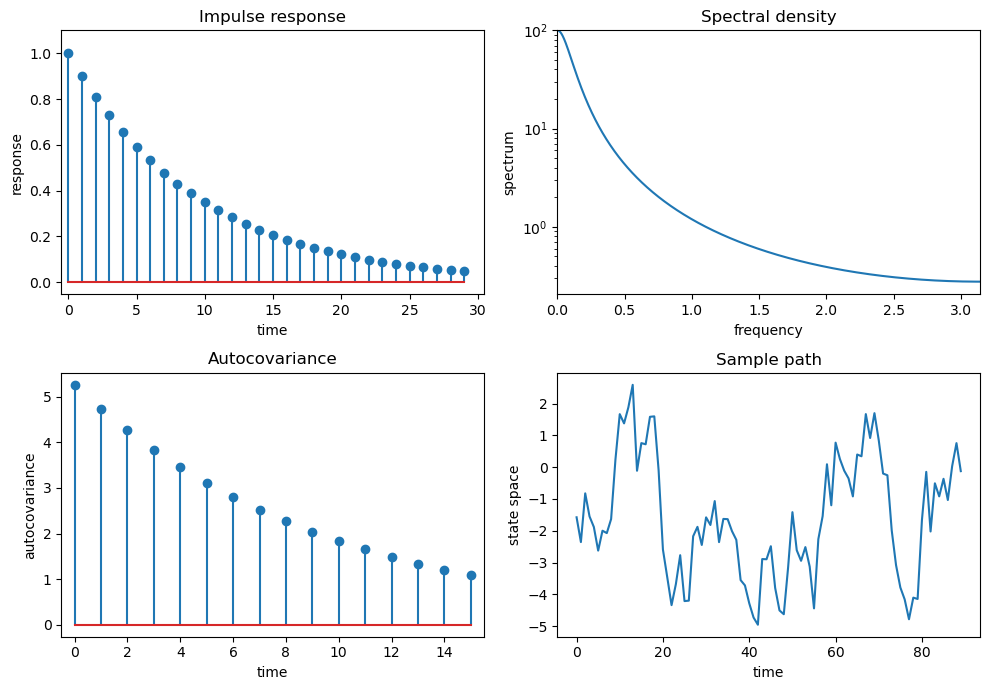 Impulse response
response
1.0
0.8
0.6
0.4
0.2
0.0
0 5 10 15 20 25 30
time
Spectral density
spectrum
10²
10¹
10⁰
0.0 0.5 1.0 1.5 2.0 2.5 3.0
frequency
Autocovariance
autocovariance
5
4
3
2
1
0
0 2 4 6 8 10 12 14
time
Sample path
state space
2
1
0
−1
−2
−3
−4
−5
0 20 40 60 80
time